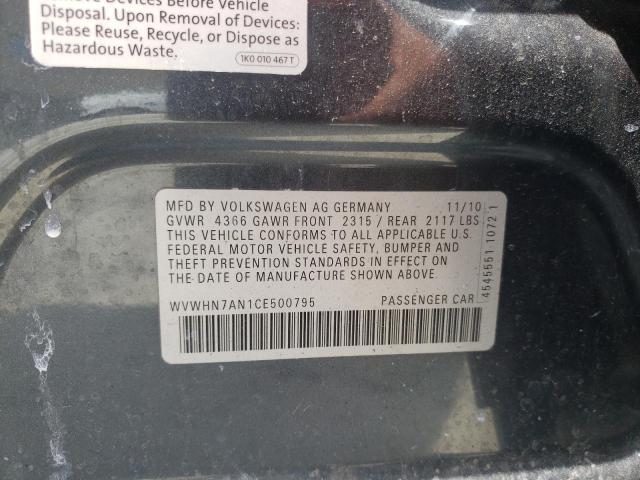 Devices Before Vehicle
Disposal. Upon Removal of Devices:
Please Reuse, Recycle, or Dispose as
Hazardous Waste.
1K0 010 467 T
MFD BY VOLKSWAGEN AG GERMANY 11/10
GVWR 4366 GAWR FRONT 2315 / REAR 2117 LBS
THIS VEHICLE CONFORMS TO ALL APPLICABLE U.S.
FEDERAL MOTOR VEHICLE SAFETY, BUMPER AND
THEFT PREVENTION STANDARDS IN EFFECT ON
THE DATE OF MANUFACTURE SHOWN ABOVE.
WVWHN7AN1CE500795 PASSENGER CAR
4545551 10721